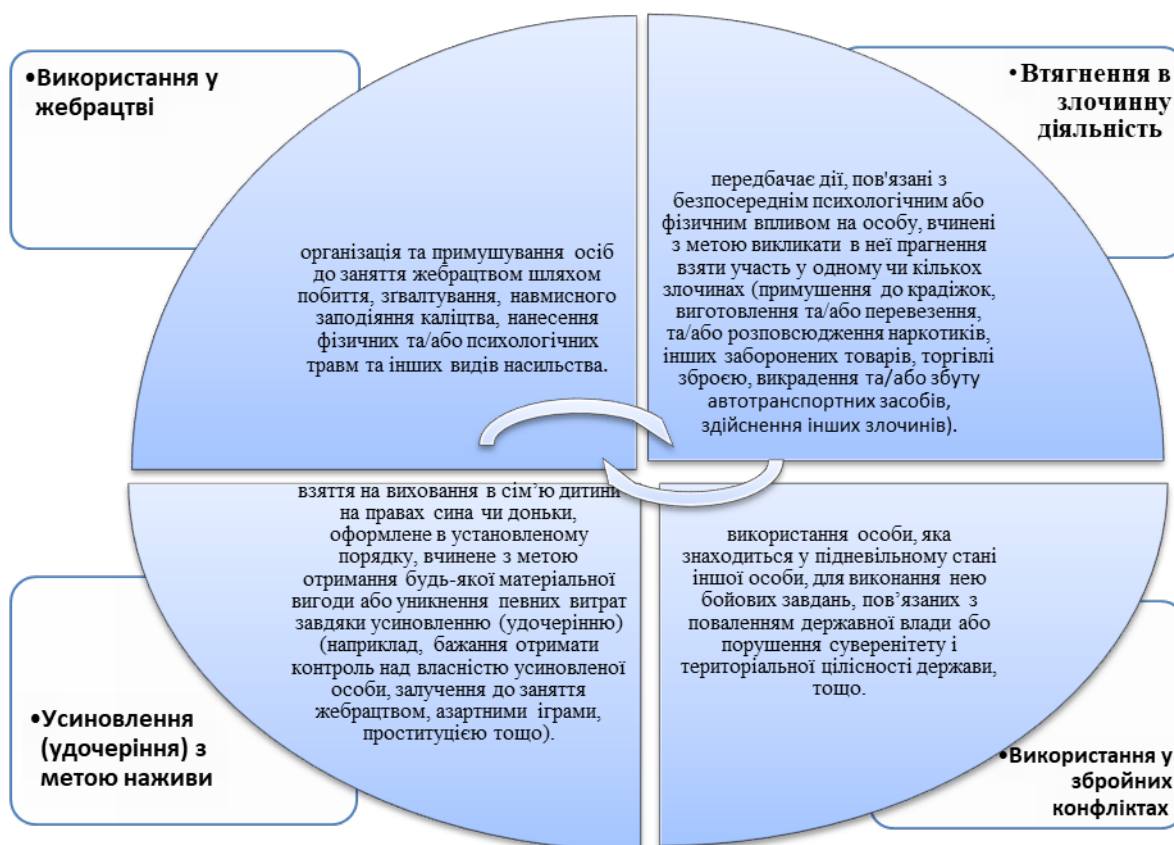 •Використання у
жебрацтві
організація та примушування осіб
до заняття жебрацтвом шляхом
побиття, зґвалтування, навмисного
заподіяння каліцтва, нанесення
фізичних та/або психологічних
травм та інших видів насильства.
•Втягнення в
злочинну
діяльність
передбачає дії, пов'язані з
безпосереднім психологічним або
фізичним впливом на особу, вчинені
з метою викликати в неї прагнення
взяти участь у одному чи кількох
злочинах (примушення до крадіжок,
виготовлення та/або перевезення,
та/або розповсюдження наркотиків,
інших заборонених товарів, торгівлі
зброєю, викрадення та/або збуту
автотранспортних засобів,
здійснення інших злочинів).
•Усиновлення
(удочеріння) з
метою наживи
взяття на виховання в сім’ю дитини
на правах сина чи доньки,
оформлене в установленому
порядку, вчинене з метою
отримання будь-якої матеріальної
вигоди або уникнення певних витрат
завдяки усиновленню (удочерінню)
(наприклад, бажання отримати
контроль над власністю усиновленої
особи, залучення до заняття
жебрацтвом, азартними іграми,
проституцією тощо).
використання особи, яка
знаходиться у підневільному стані
іншої особи, для виконання нею
бойових завдань, пов’язаних з
поваленням державної влади або
порушення суверенітету і
територіальної цілісності держави,
тощо.
•Використання у
збройних
конфліктах